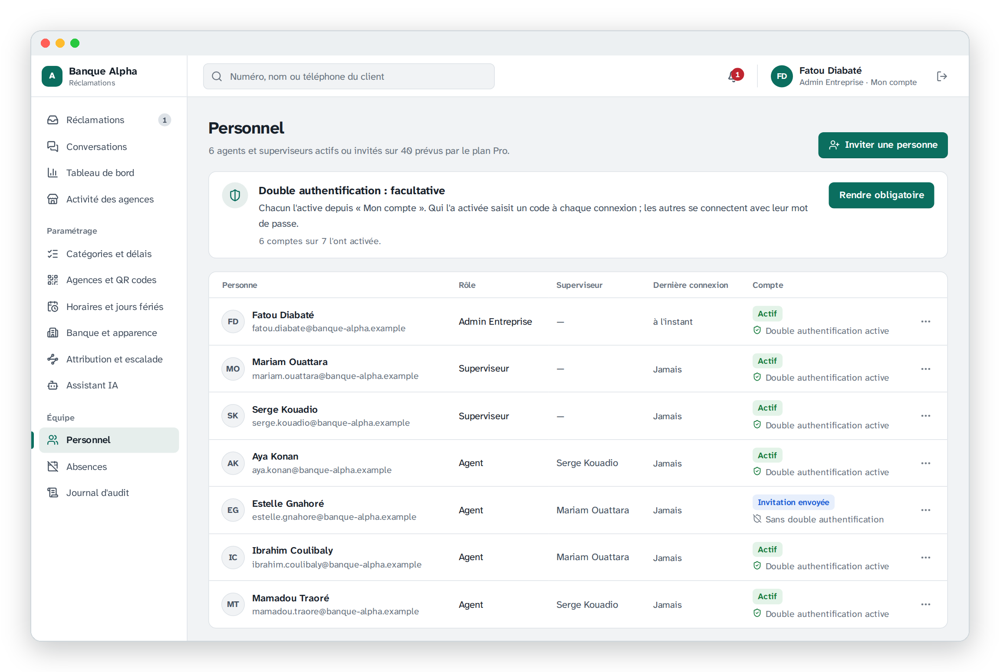 A
Banque Alpha
Réclamations
Numéro, nom ou téléphone du client
1
FD
Fatou Diabaté
Admin Entreprise · Mon compte
Réclamations 1
Conversations
Tableau de bord
Activité des agences
Paramétrage
Catégories et délais
Agences et QR codes
Horaires et jours fériés
Banque et apparence
Attribution et escalade
Assistant IA
Équipe
Personnel
Absences
Journal d'audit
Personnel
6 agents et superviseurs actifs ou invités sur 40 prévus par le plan Pro.
Inviter une personne
Double authentification : facultative
Chacun l'active depuis « Mon compte ». Qui l'a activée saisit un code à chaque connexion ; les autres se connectent avec leur mot
de passe.
6 comptes sur 7 l'ont activée.
Rendre obligatoire
Personne Rôle Superviseur Dernière connexion Compte
FD Fatou Diabaté Admin Entreprise — à l'instant Actif
fatou.diabate@banque-alpha.example Double authentification active
MO Mariam Ouattara Superviseur — Jamais Actif
mariam.ouattara@banque-alpha.example Double authentification active
SK Serge Kouadio Superviseur — Jamais Actif
serge.kouadio@banque-alpha.example Double authentification active
AK Aya Konan Agent Serge Kouadio Jamais Actif
aya.konan@banque-alpha.example Double authentification active
EG Estelle Gnahoré Agent Mariam Ouattara Jamais Invitation envoyée
estelle.gnahore@banque-alpha.example Sans double authentification
IC Ibrahim Coulibaly Agent Mariam Ouattara Jamais Actif
ibrahim.coulibaly@banque-alpha.example Double authentification active
MT Mamadou Traoré Agent Serge Kouadio Jamais Actif
mamadou.traore@banque-alpha.example Double authentification active